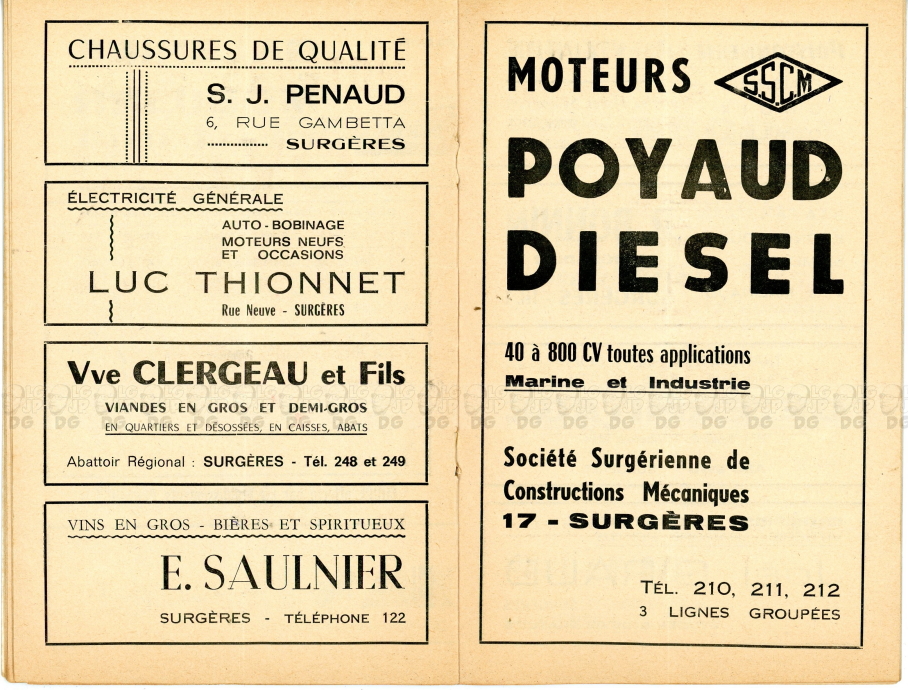 CHAUSSURES DE QUALITÉ
S. J. PENAUD
6, RUE GAMBETTA
SURGÈRES
ÉLECTRICITÉ GÉNÉRALE
AUTO-BOBINAGE
MOTEURS NEUFS
ET OCCASIONS
LUC THIONNET
Rue Neuve - SURGÈRES
Vve CLERGEAU et Fils
VIANDES EN GROS ET DEMI-GROS
EN QUARTIERS ET DÉSOSSÉES, EN CAISSES, ABATS
Abattoir Régional : SURGÈRES - Tél. 248 et 249
VINS EN GROS - BIÈRES ET SPIRITUEUX
E. SAULNIER
SURGÈRES - TÉLÉPHONE 122
MOTEURS S.S.C.M
POYAUD
DIESEL
40 à 800 CV toutes applications
Marine et Industrie
Société Surgérienne de
Constructions Mécaniques
17 - SURGÈRES
TÉL. 210, 211, 212
3 LIGNES GROUPÉES